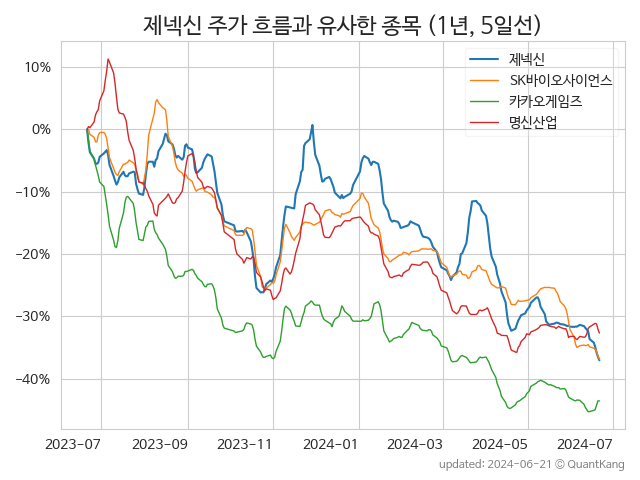 제넥신 주가 흐름과 유사한 종목 (1년, 5일선)
제넥신
SK바이오사이언스
카카오게임즈
명신산업
10%
0%
−10%
−20%
−30%
−40%
2023-07 2023-09 2023-11 2024-01 2024-03 2024-05 2024-07
updated: 2024-06-21 © QuantKang